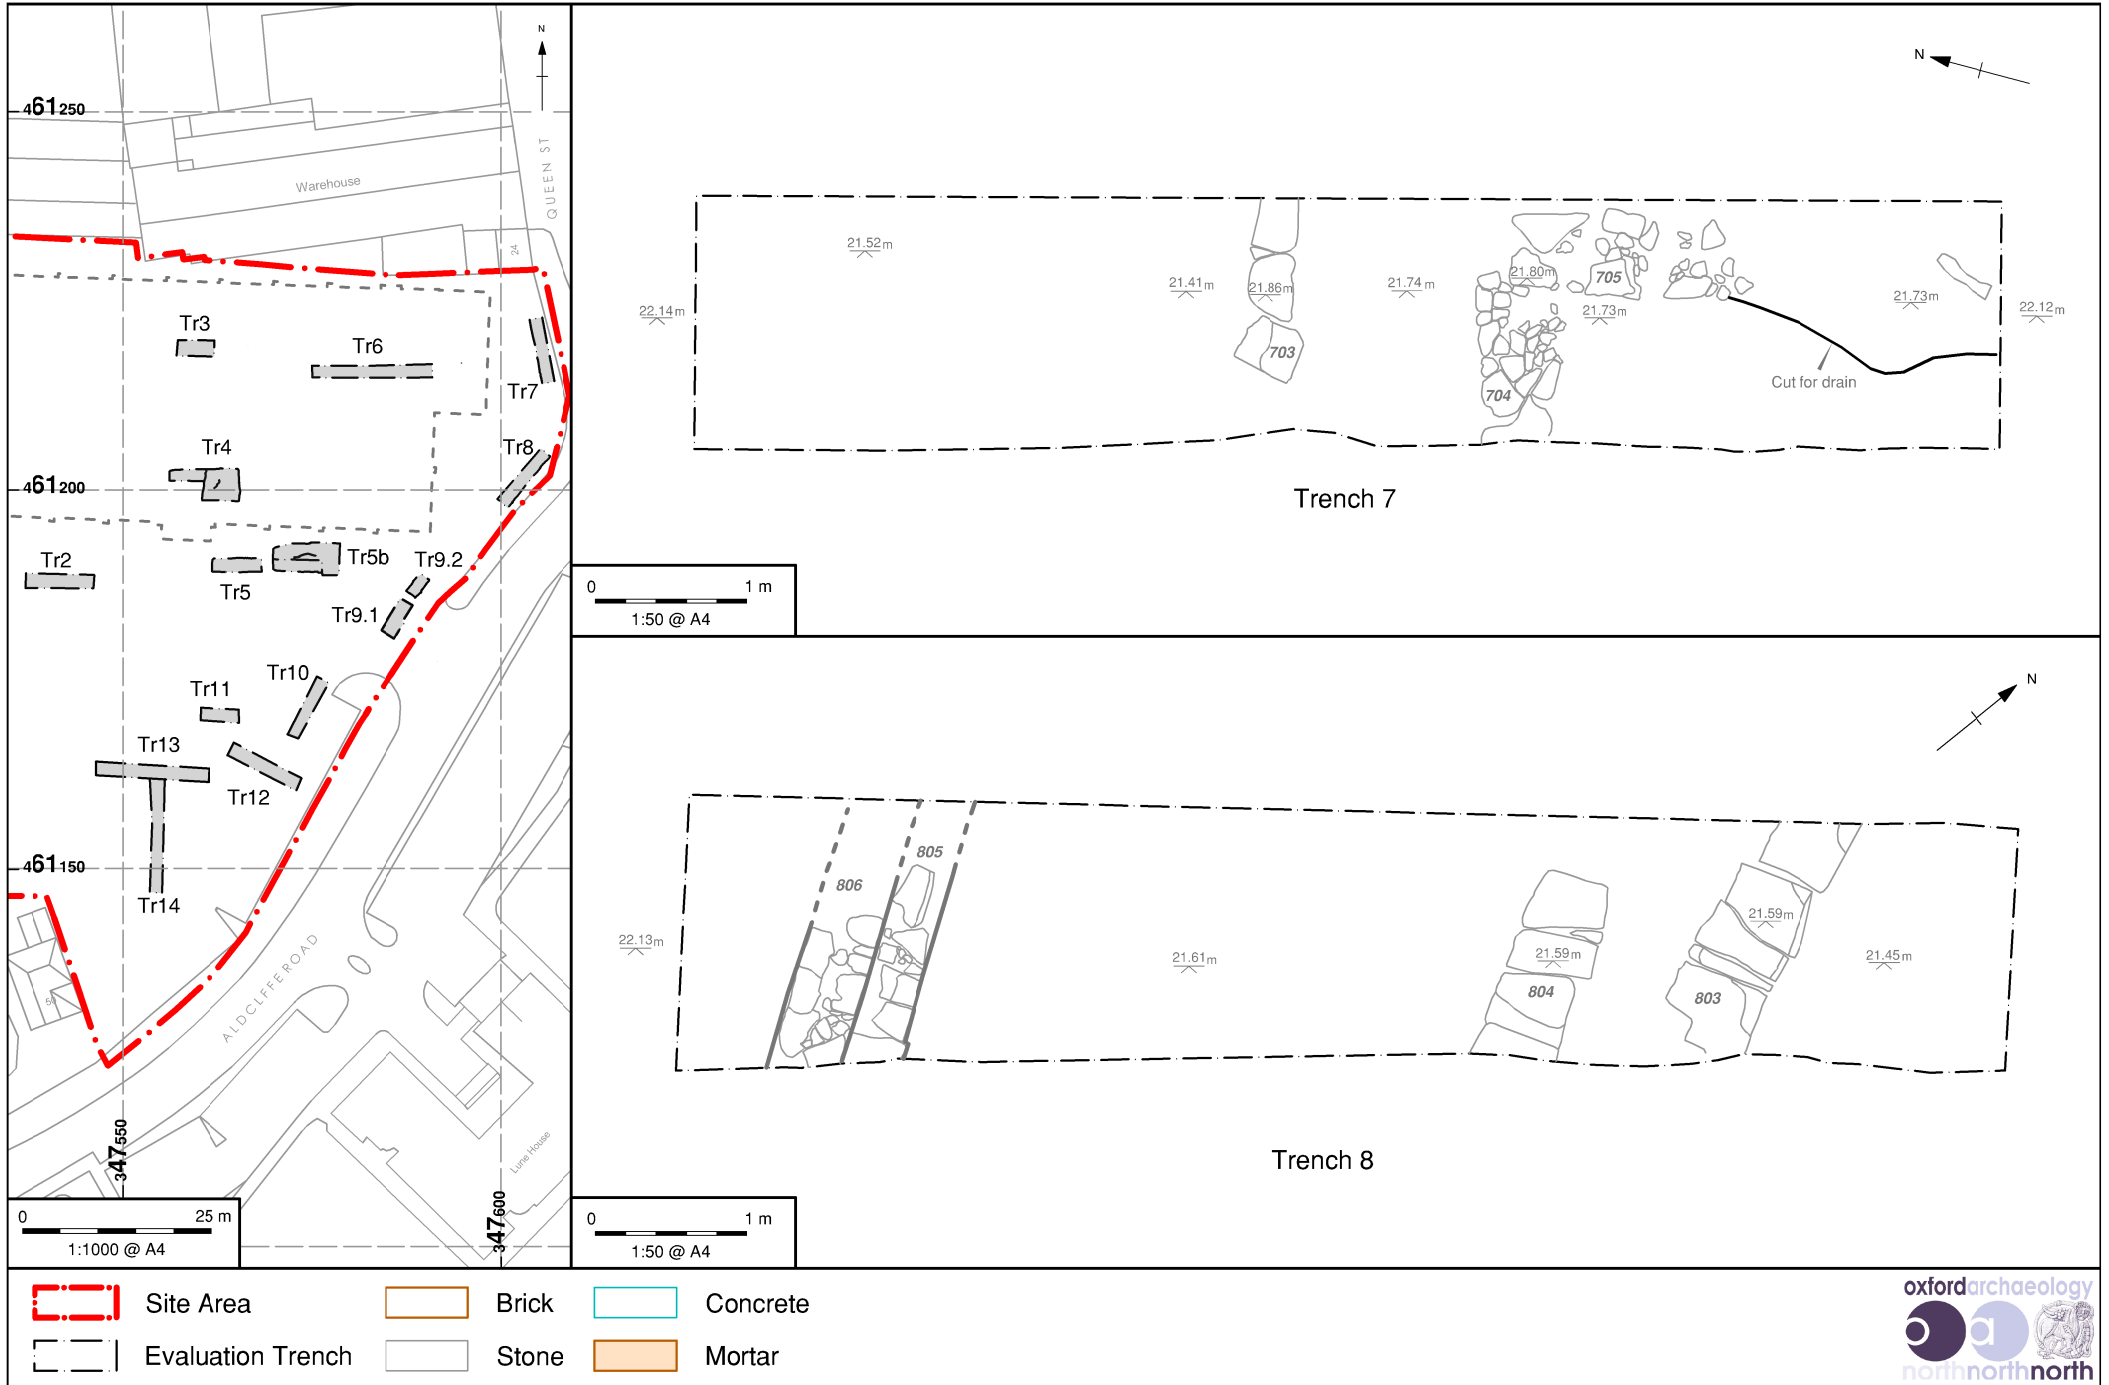 N
461250
Warehouse
QUEEN ST
24
Tr3
Tr6
Tr7
Tr4
Tr8
461200
Tr2
Tr5b
Tr9.2
Tr5
Tr9.1
Tr10
Tr11
Tr13
Tr12
461150
Tr14
50
ALDCLFFE ROAD
Lune House
347550
347600
0 25 m
1:1000 @ A4
N
21.52m
21.41m
21.86m
21.74m
21.80m
705
21.73m
21.73m
22.14m
22.12m
703
704
Cut for drain
Trench 7
0 1 m
1:50 @ A4
N
805
806
22.13m
21.61m
21.59m
804
21.59m
803
21.45m
Trench 8
0 1 m
1:50 @ A4
Site Area
Brick
Concrete
Evaluation Trench
Stone
Mortar
oxfordarchaeology
oa
northnorthnorth